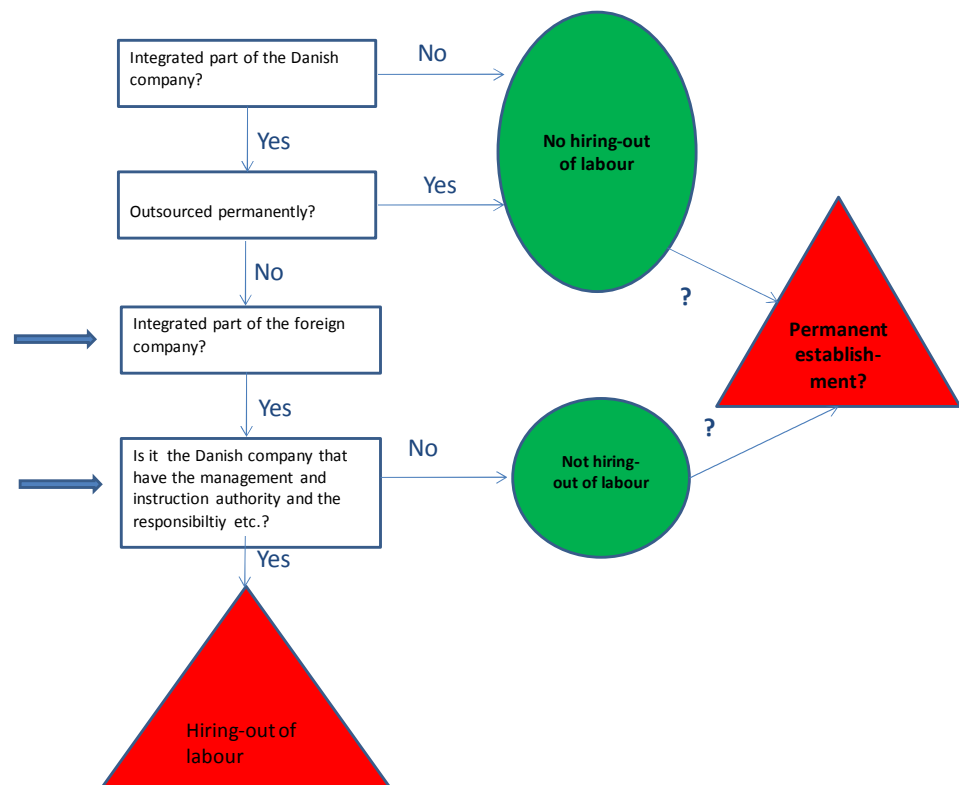 Integrated part of the Danish
company?
No
Yes
No hiring-out
of labour
Outsourced permanently?
Yes
No
?
Integrated part of the foreign
company?
Permanent
establish-
ment?
Yes
?
Is it the Danish company that
have the management and
instruction authority and the
responsibiltiy etc.?
No
Not hiring-
out of labour
Yes
Hiring-out of
labour